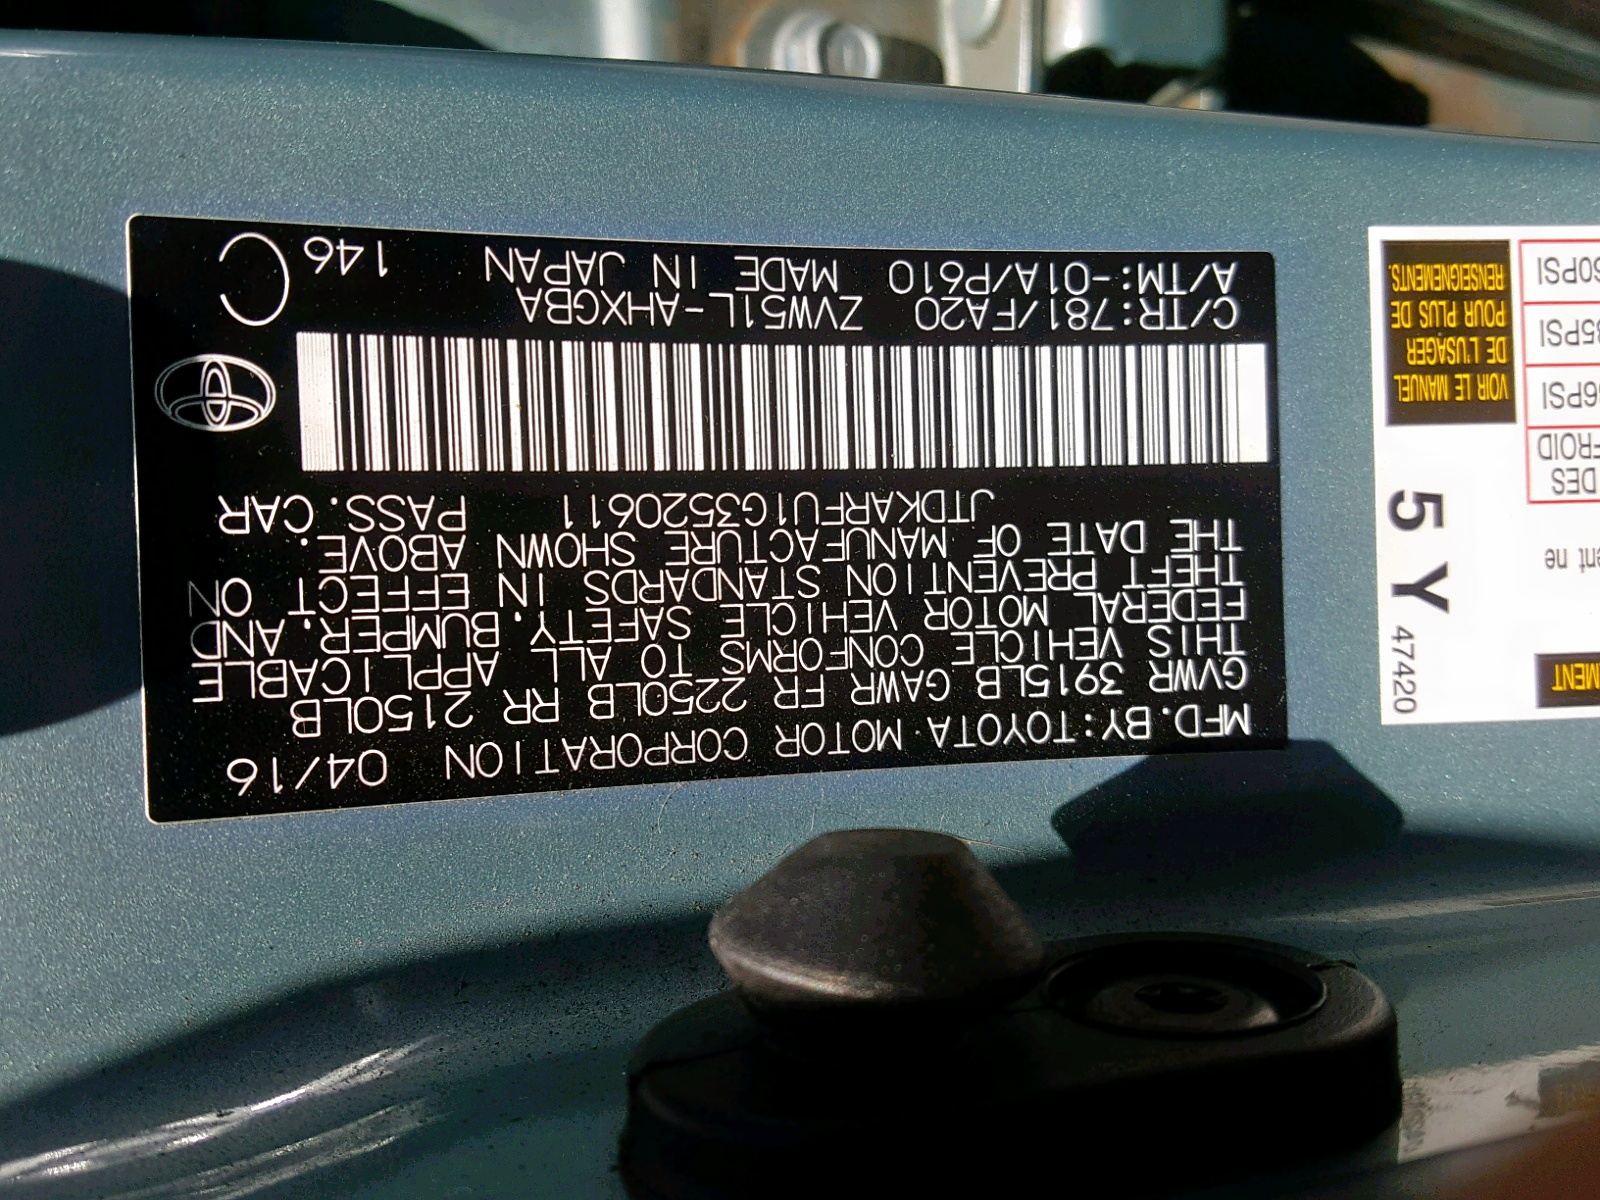 MFD. BY: TOYOTA MOTOR CORPORATION 04/16
GVWR 3915LB GAWR FR 2250LB RR 2150LB
THIS VEHICLE CONFORMS TO ALL APPLICABLE
FEDERAL MOTOR VEHICLE SAFETY. BUMPER. AND
THEFT PREVENTION STANDARDS IN EFFECT ON
THE DATE OF MANUFACTURE SHOWN ABOVE.
JTDKARFU1G3520611 PASS. CAR
C/TR: 781/FA20 ZVW51L-AHXGBA
A/TM: -01A/P610 MADE IN JAPAN 146 C
5 Y 47420
DES
VOIR LE MANUEL
DE L'USAGER
POUR PLUS DE
RENSEIGNEMENTS.